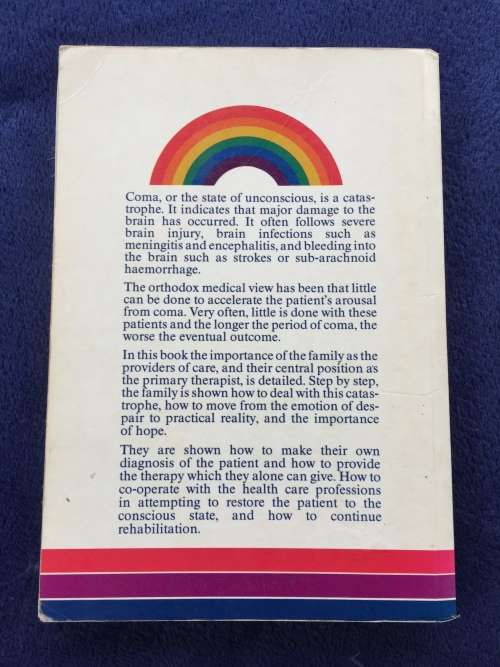 Coma, or the state of unconscious, is a catas-
trophe. It indicates that major damage to the
brain has occurred. It often follows severe
brain injury, brain infections such as
meningitis and encephalitis, and bleeding into
the brain such as strokes or sub-arachnoid
haemorrhage.
The orthodox medical view has been that little
can be done to accelerate the patient's arousal
from coma. Very often, little is done with these
patients and the longer the period of coma, the
worse the eventual outcome.
In this book the importance of the family as the
providers of care, and their central position as
the primary therapist, is detailed. Step by step,
the family is shown how to deal with this catas-
trophe, how to move from the emotion of des-
pair to practical reality, and the importance
of hope.
They are shown how to make their own
diagnosis of the patient and how to provide
the therapy which they alone can give. How to
co-operate with the health care professions
in attempting to restore the patient to the
conscious state, and how to continue
rehabilitation.